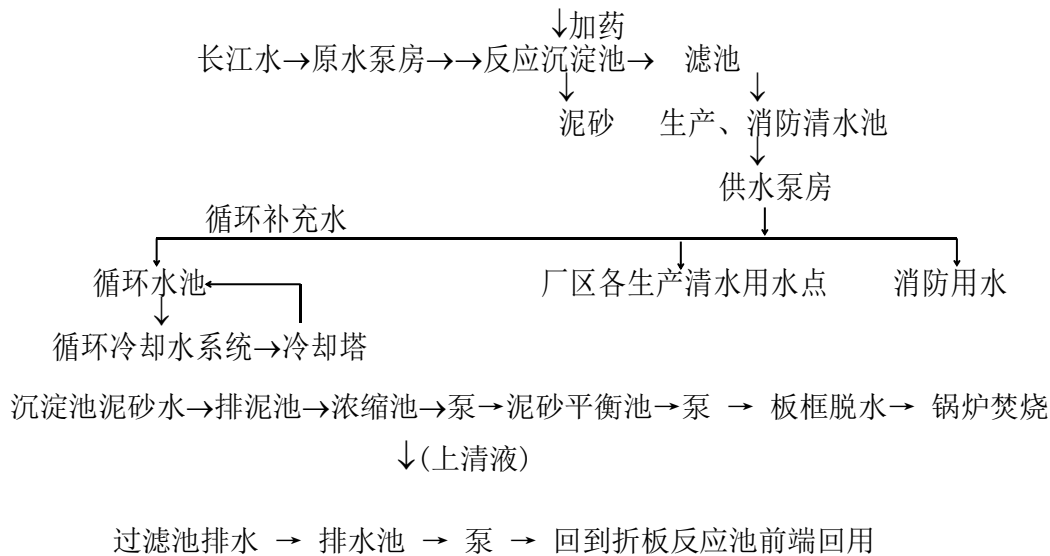 ↓加药
长江水→原水泵房→→反应沉淀池→ 滤池
↓ ↓
泥砂 生产、消防清水池
↓
供水泵房
循环补充水 ↓
循环水池 厂区各生产清水用水点 消防用水
↓
循环冷却水系统→冷却塔
沉淀池泥砂水→排泥池→浓缩池→泵→泥砂平衡池→泵 → 板框脱水→ 锅炉焚烧
↓(上清液)
过滤池排水 → 排水池 → 泵 → 回到折板反应池前端回用